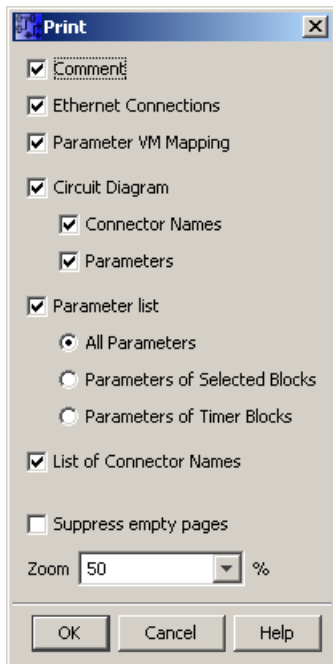 Print
Comment
Ethernet Connections
Parameter VM Mapping
Circuit Diagram
Connector Names
Parameters
Parameter list
All Parameters
Parameters of Selected Blocks
Parameters of Timer Blocks
List of Connector Names
Suppress empty pages
Zoom 50 %
OK Cancel Help